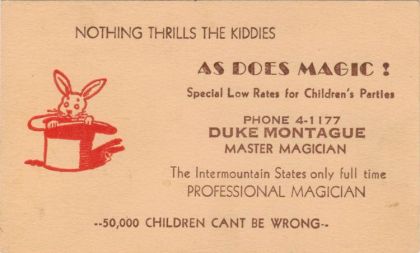 NOTHING THRILLS THE KIDDIES
AS DOES MAGIC !
Special Low Rates for Children's Parties
PHONE 4-1177
DUKE MONTAGUE
MASTER MAGICIAN
The Intermountain States only full time
PROFESSIONAL MAGICIAN
--50,000 CHILDREN CANT BE WRONG--